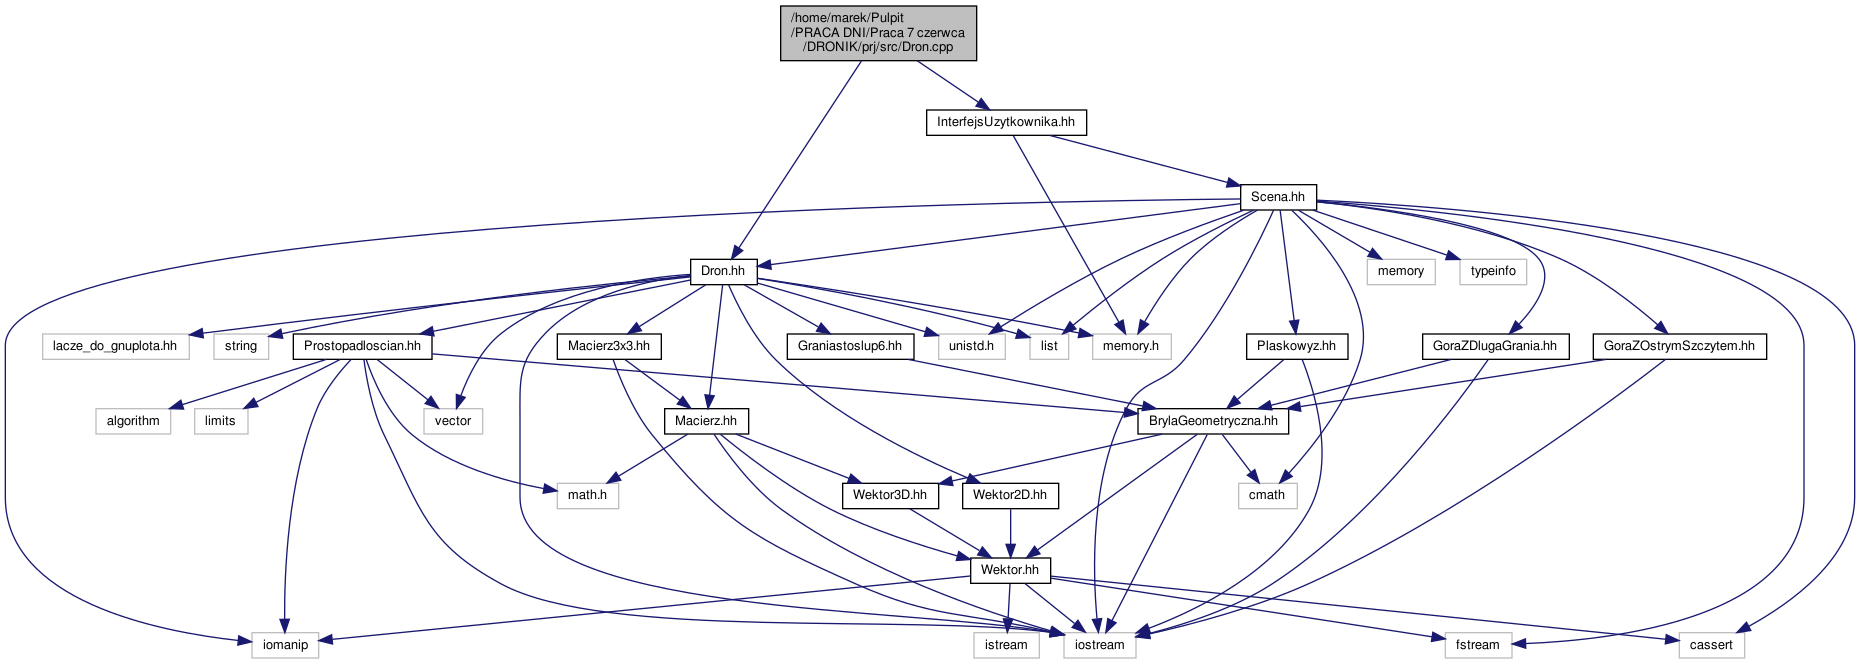 /home/marek/Pulpit
/PRACA DNI/Praca 7 czerwca
/DRONIK/prj/src/Dron.cpp
InterfejsUzytkownika.hh
Scena.hh
Dron.hh
memory
typeinfo
lacze_do_gnuplota.hh
string
Prostopadloscian.hh
Macierz3x3.hh
Graniastoslup6.hh
unistd.h
list
memory.h
Plaskowyz.hh
GoraZDlugaGrania.hh
GoraZOstrymSzczytem.hh
algorithm
limits
vector
Macierz.hh
BrylaGeometryczna.hh
math.h
Wektor3D.hh
Wektor2D.hh
cmath
Wektor.hh
iomanip
istream
iostream
fstream
cassert